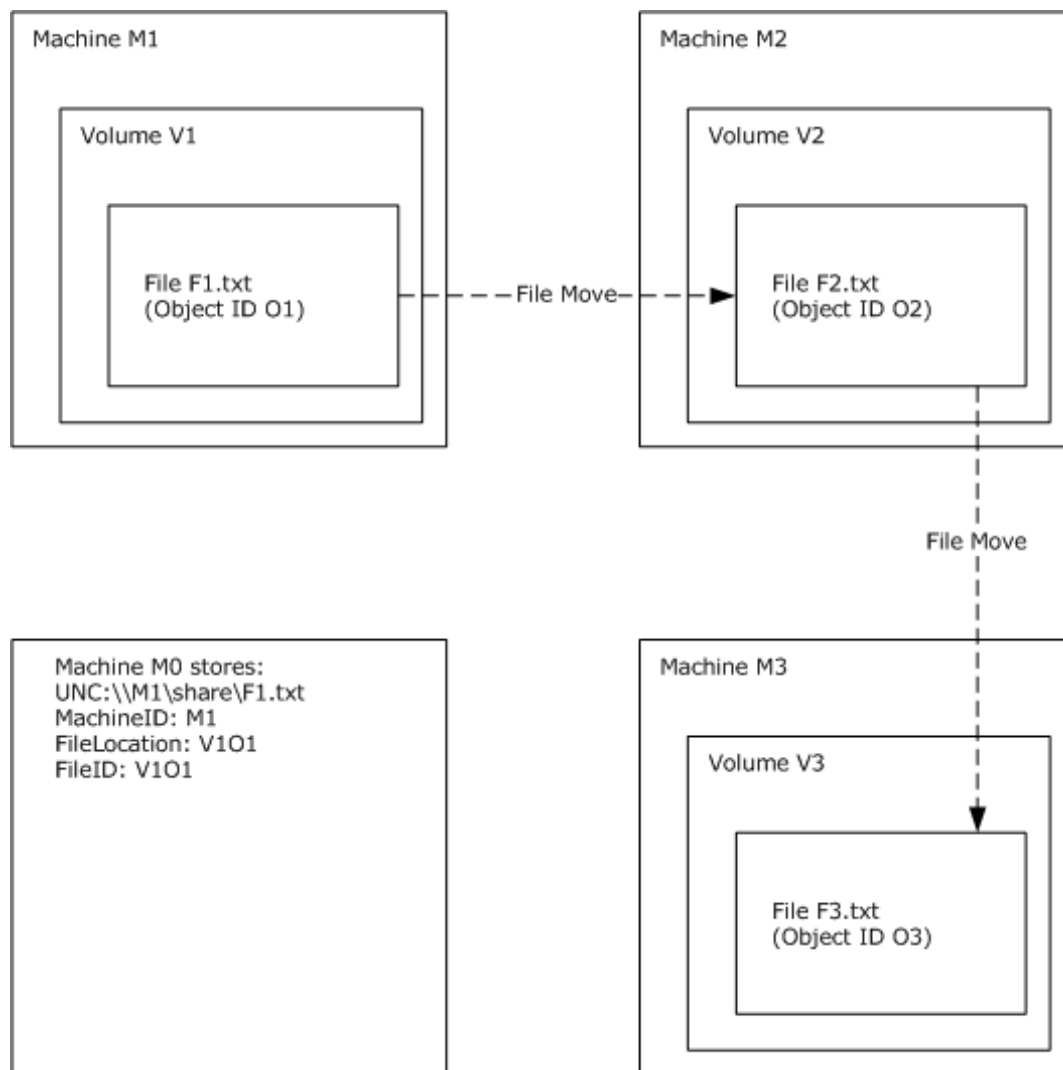 Machine M1
Volume V1
File F1.txt
(Object ID O1)
File Move
Machine M2
Volume V2
File F2.txt
(Object ID O2)
File Move
Machine M0 stores:
UNC:\\M1\share\F1.txt
MachineID: M1
FileLocation: V1O1
FileID: V1O1
Machine M3
Volume V3
File F3.txt
(Object ID O3)